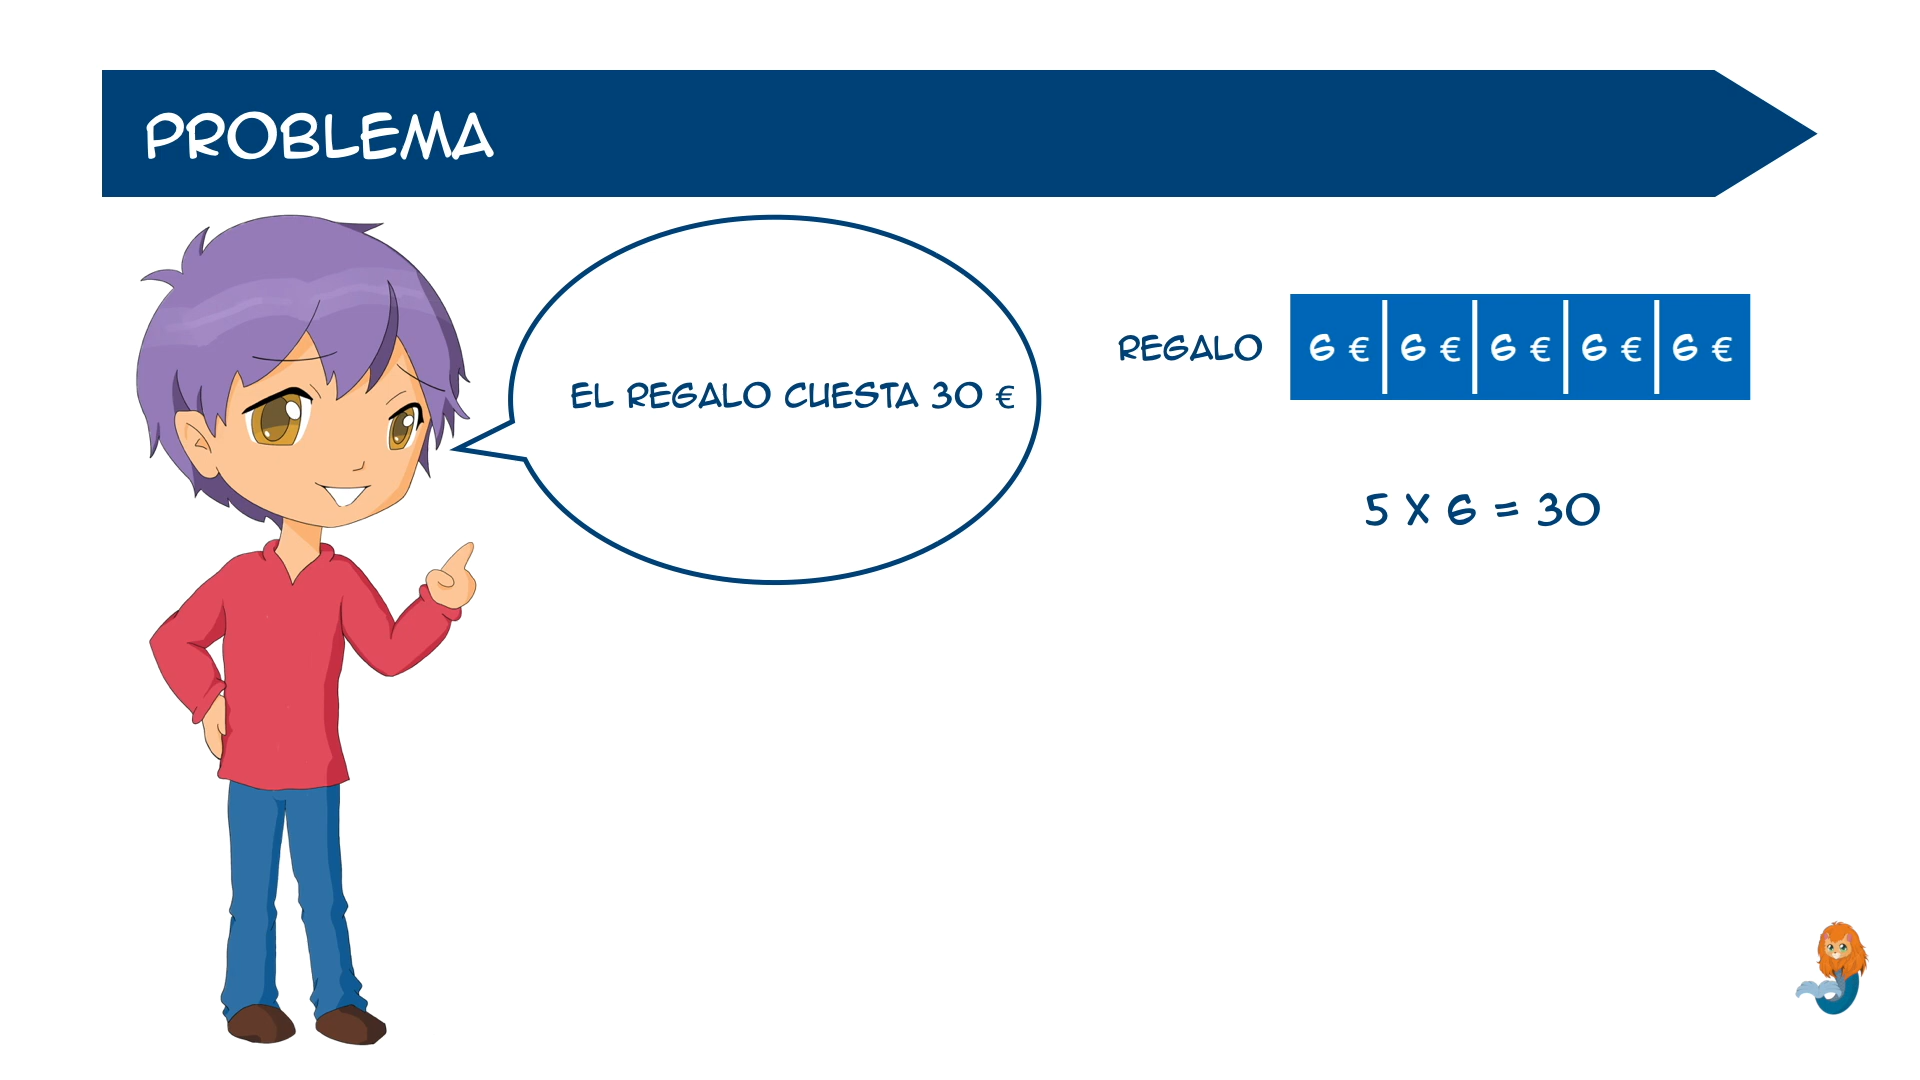 PROBLEMA
EL REGALO CUESTA 30 €
REGALO
6 € 6 € 6 € 6 € 6 €
5 X 6 = 30